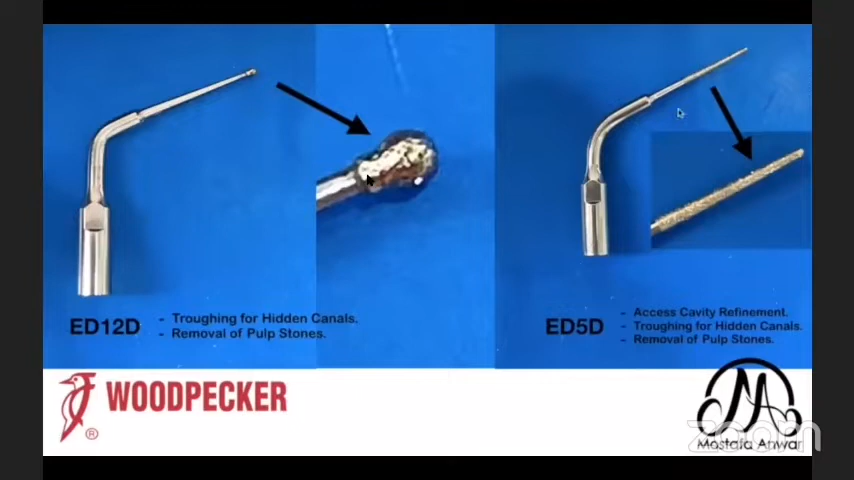 ED12D
- Troughing for Hidden Canals.
- Removal of Pulp Stones.
ED5D
- Access Cavity Refinement.
- Troughing for Hidden Canals.
- Removal of Pulp Stones.
WOODPECKER
®
MA
Mostafa Anwar
zoom